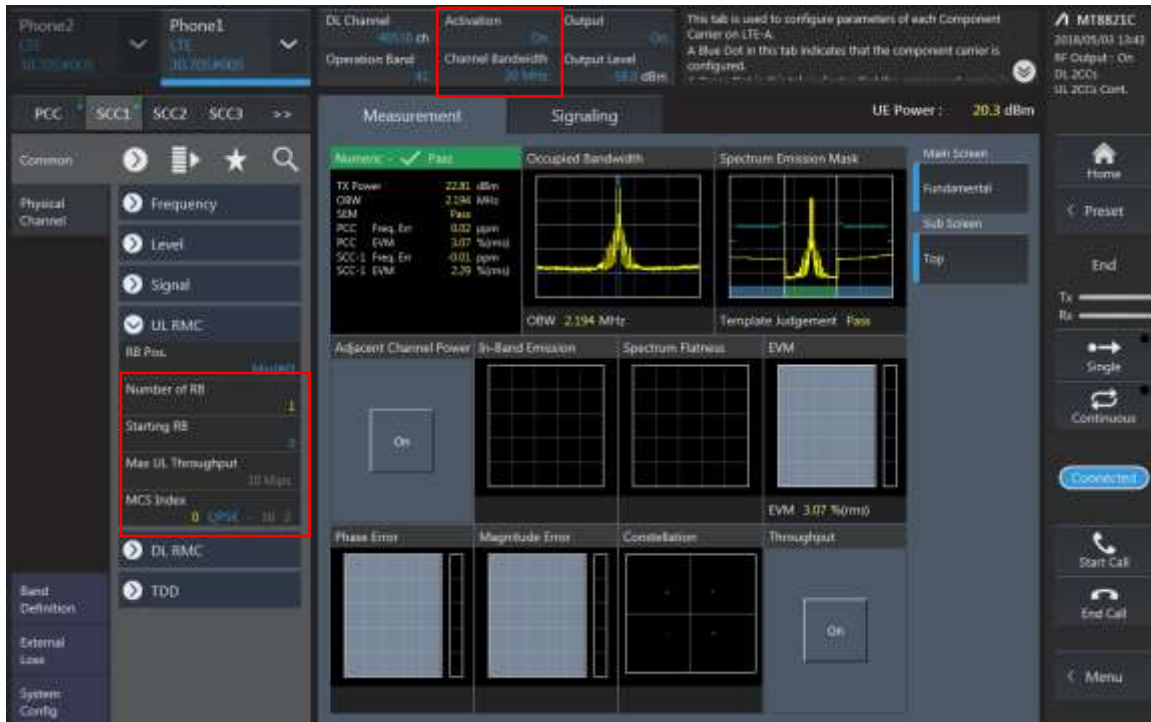 Phone2
LTE
Phone1
LTE
DL Channel
40518 ch
Operation Band
41
Activation
On
Channel Bandwidth
20 MHz
Output
On
Output Level
-58.0 dBm
This tab is used to configure parameters of each Component
Carrier on LTE-A.
A Blue Dot in this tab indicates that the component carrier is
configured.
MT8821C
2018/05/03 13:43
RF Output : On
DL 2CCs
UL 2CCs Cont.
PCC
SCC1
SCC2
SCC3
>>
Measurement
Signaling
UE Power : 20.3 dBm
Common
Physical
Channel
Frequency
Level
Signal
UL RMC
RB Pos.
Number of RB
1
Starting RB
0
Max UL Throughput
MCS Index
0 QPSK
DL RMC
TDD
Band
Definition
External
Loss
System
Config
Numeric - Pass
TX Power 22.81 dBm
OBW 2.194 MHz
SEM Pass
PCC Freq. Err 0.02 ppm
PCC EVM 3.07 %(rms)
SCC-1 Freq. Err -0.01 ppm
SCC-1 EVM 2.29 %(rms)
Occupied Bandwidth
OBW 2.194 MHz
Spectrum Emission Mask
Template Judgement Pass
Main Screen
Fundamental
Sub Screen
Top
Adjacent Channel Power
On
In-Band Emission
Spectrum Flatness
EVM
EVM 3.07 %(rms)
Phase Error
Magnitude Error
Constellation
Throughput
On
Home
< Preset
End
Tx
Rx
Single
Continuous
Connected
Start Call
End Call
< Menu